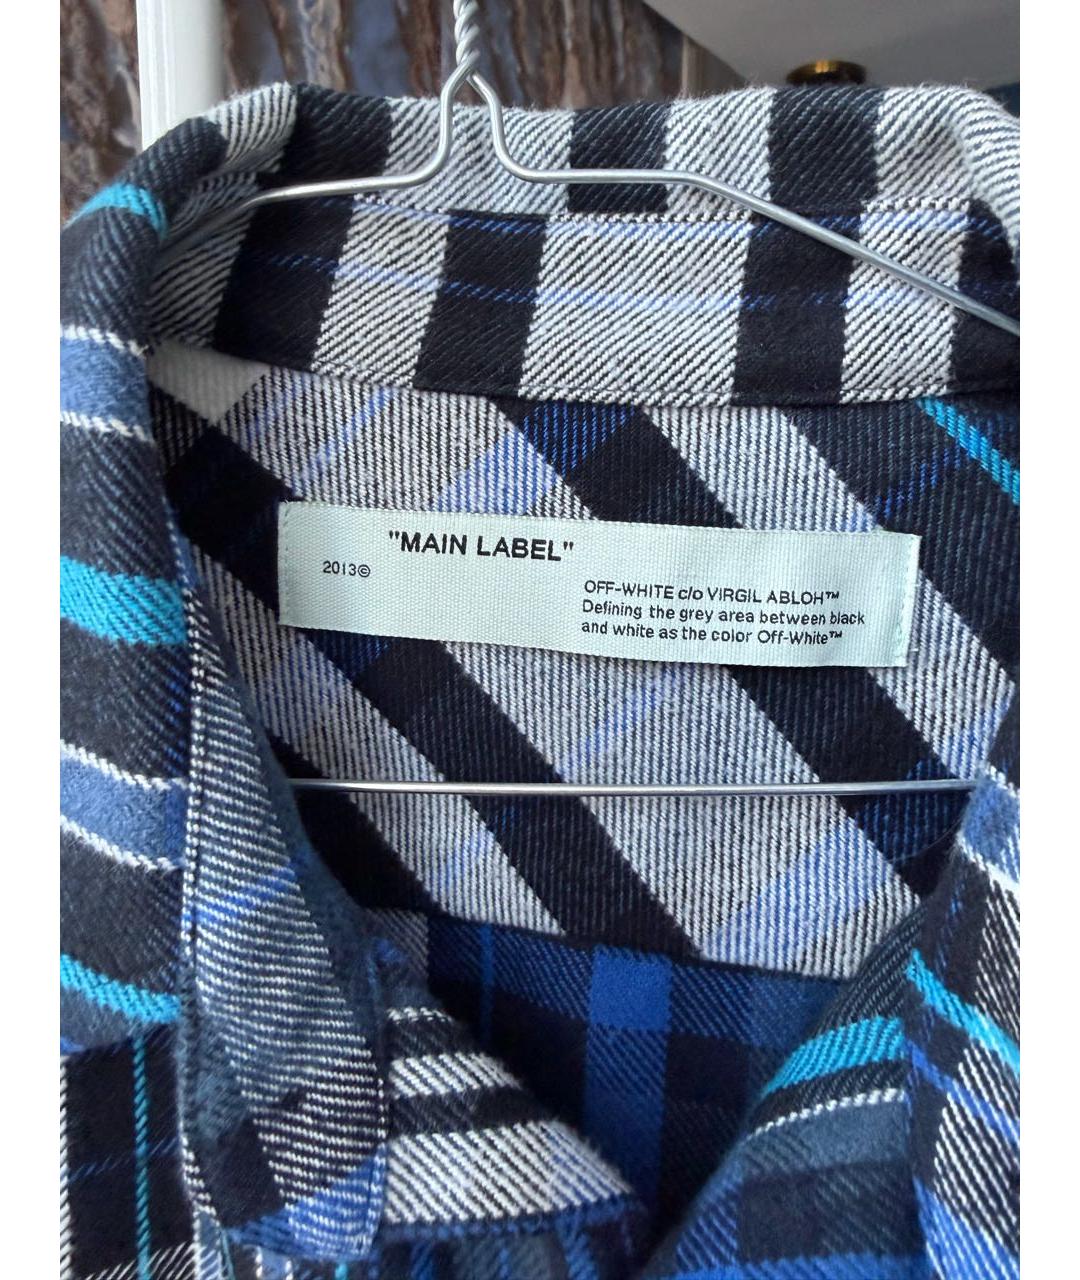 "MAIN LABEL"
2013©
OFF-WHITE c/o VIRGIL ABLOH™
Defining the grey area between black
and white as the color Off-White™